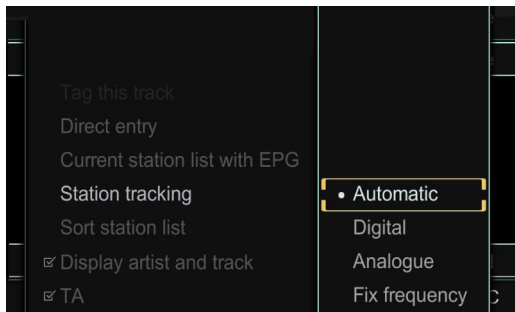 Tag this track
Direct entry
Current station list with EPG
Station tracking
Sort station list
Display artist and track
TA
Automatic
Digital
Analogue
Fix frequency